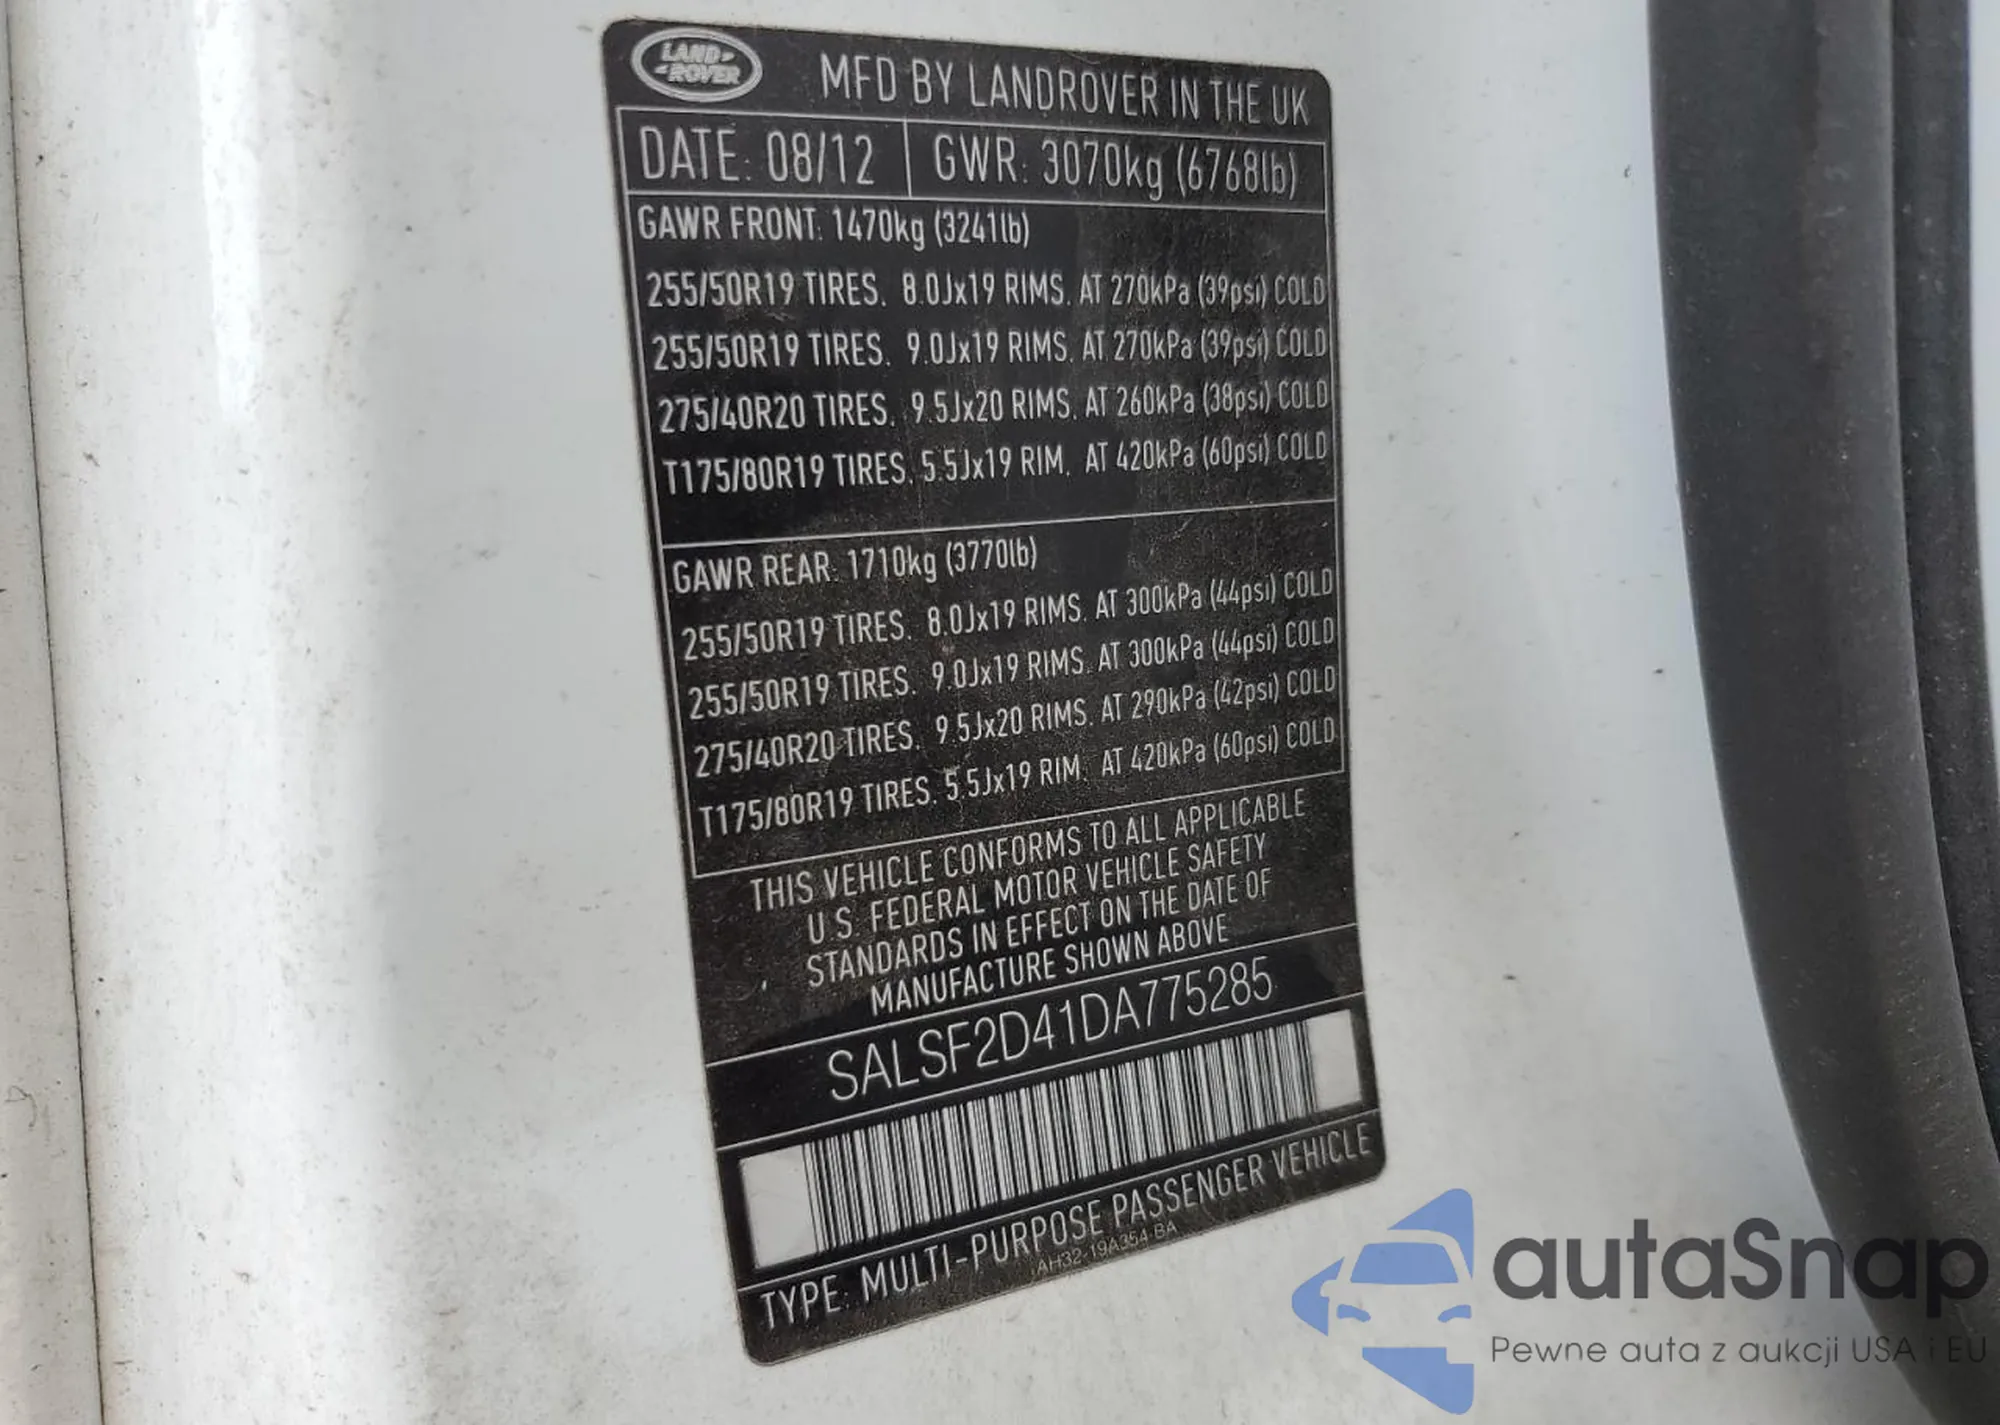 LAND-
-ROVER
MFD BY LANDROVER IN THE UK
DATE: 08/12 GWR: 3070kg (6768lb)
GAWR FRONT: 1470kg (3241lb)
255/50R19 TIRES. 8.0Jx19 RIMS. AT 270kPa (39psi) COLD
255/50R19 TIRES. 9.0Jx19 RIMS. AT 270kPa (39psi) COLD
275/40R20 TIRES. 9.5Jx20 RIMS. AT 260kPa (38psi) COLD
T175/80R19 TIRES. 5.5Jx19 RIM. AT 420kPa (60psi) COLD
GAWR REAR: 1710kg (3770lb)
255/50R19 TIRES. 8.0Jx19 RIMS. AT 300kPa (44psi) COLD
255/50R19 TIRES. 9.0Jx19 RIMS. AT 300kPa (44psi) COLD
275/40R20 TIRES. 9.5Jx20 RIMS. AT 290kPa (42psi) COLD
T175/80R19 TIRES. 5.5Jx19 RIM. AT 420kPa (60psi) COLD
THIS VEHICLE CONFORMS TO ALL APPLICABLE
U.S. FEDERAL MOTOR VEHICLE SAFETY
STANDARDS IN EFFECT ON THE DATE OF
MANUFACTURE SHOWN ABOVE
SALSF2D41DA775285
TYPE: MULTI-PURPOSE PASSENGER VEHICLE
AH32-19A354-BA
autaSnap
Pewne auta z aukcji USA i EU